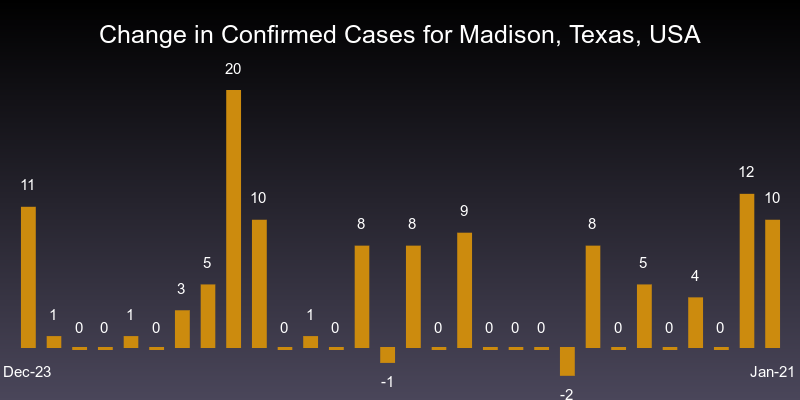 Change in Confirmed Cases for Madison, Texas, USA
11 1 0 0 1 0 3 5 20 10 0 1 0 8 -1 8 0 9 0 0 0 -2 8 0 5 0 4 0 12 10
Dec-23 Jan-21